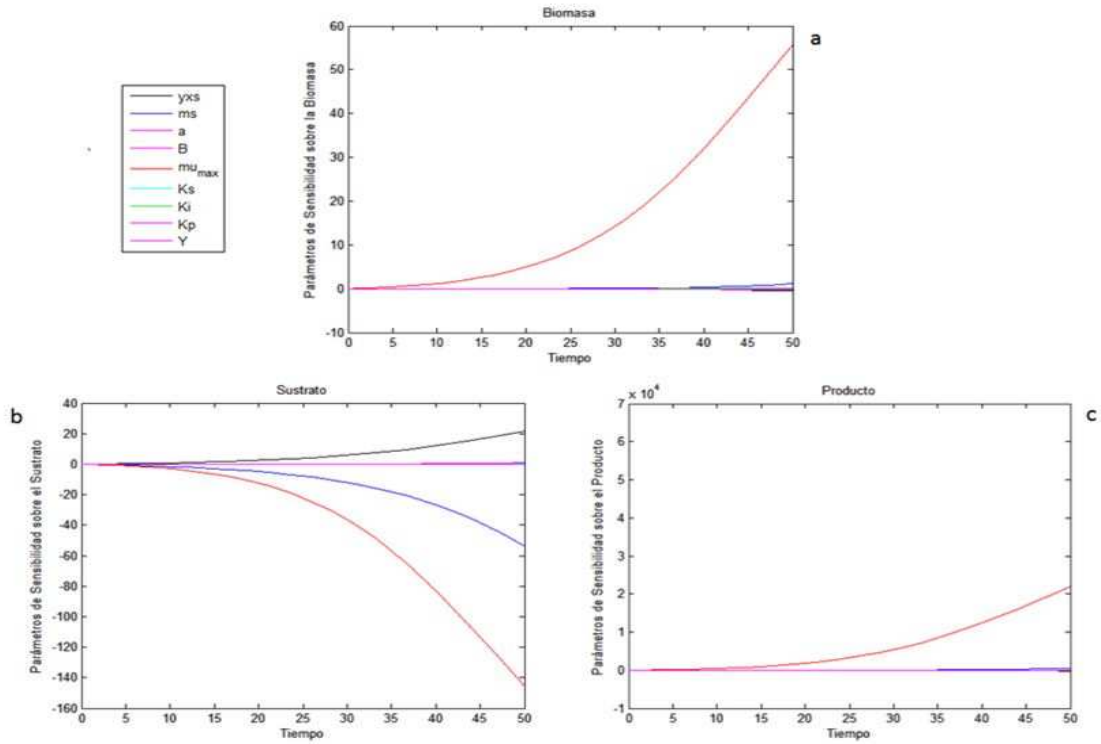 Biomasa
a
60
50
40
30
20
10
0
-10
0 5 10 15 20 25 30 35 40 45 50
Tiempo
Parámetros de Sensibilidad sobre la Biomasa
yxs
ms
a
B
mu_max
Ks
Ki
Kp
Y
b
Sustrato
40
20
0
-20
-40
-60
-80
-100
-120
-140
-160
0 5 10 15 20 25 30 35 40 45 50
Tiempo
Parámetros de Sensibilidad sobre el Sustrato
Producto
c
7 x 10^4
6
5
4
3
2
1
0
-1
0 5 10 15 20 25 30 35 40 45 50
Tiempo
Parámetros de Sensibilidad sobre el Producto